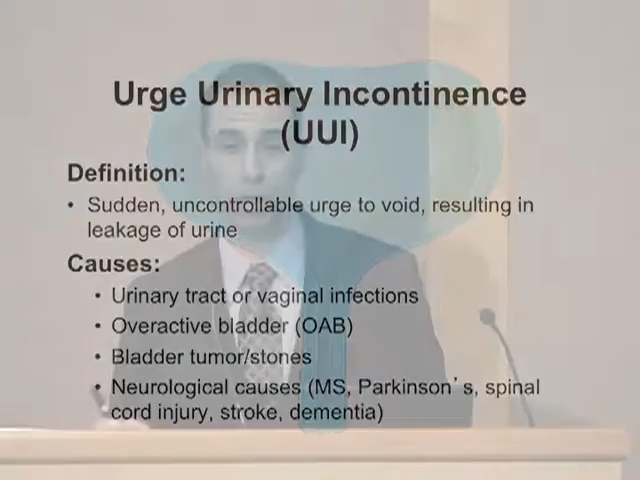 Urge Urinary Incontinence
(UUI)
Definition:
• Sudden, uncontrollable urge to void, resulting in
leakage of urine
Causes:
• Urinary tract or vaginal infections
• Overactive bladder (OAB)
• Bladder tumor/stones
• Neurological causes (MS, Parkinson's, spinal
cord injury, stroke, dementia)